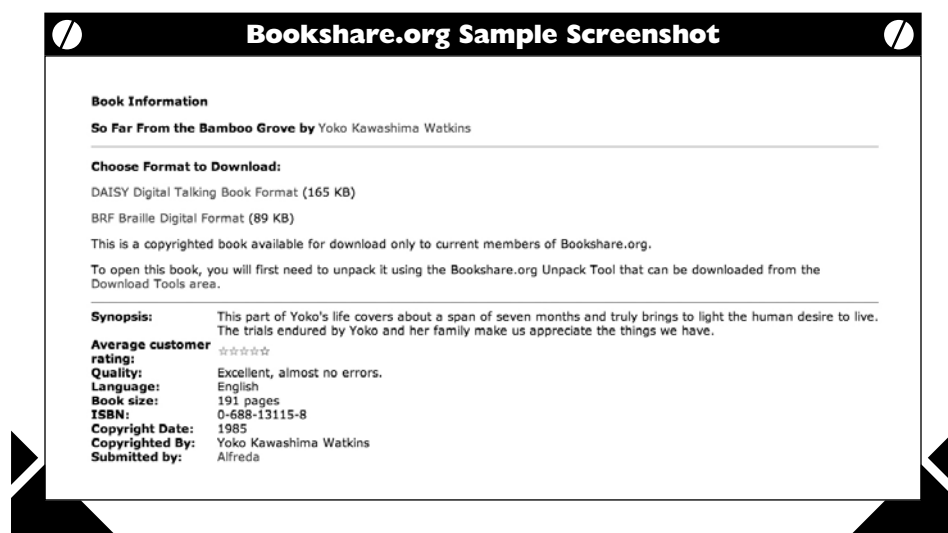 Bookshare.org Sample Screenshot
Book Information
So Far From the Bamboo Grove by Yoko Kawashima Watkins
Choose Format to Download:
DAISY Digital Talking Book Format (165 KB)
BRF Braille Digital Format (89 KB)
This is a copyrighted book available for download only to current members of Bookshare.org.
To open this book, you will first need to unpack it using the Bookshare.org Unpack Tool that can be downloaded from the
Download Tools area.
Synopsis: This part of Yoko's life covers about a span of seven months and truly brings to light the human desire to live.
The trials endured by Yoko and her family make us appreciate the things we have.
Average customer
rating: ☆☆☆☆☆
Quality: Excellent, almost no errors.
Language: English
Book size: 191 pages
ISBN: 0-688-13115-8
Copyright Date: 1985
Copyrighted By: Yoko Kawashima Watkins
Submitted by: Alfreda